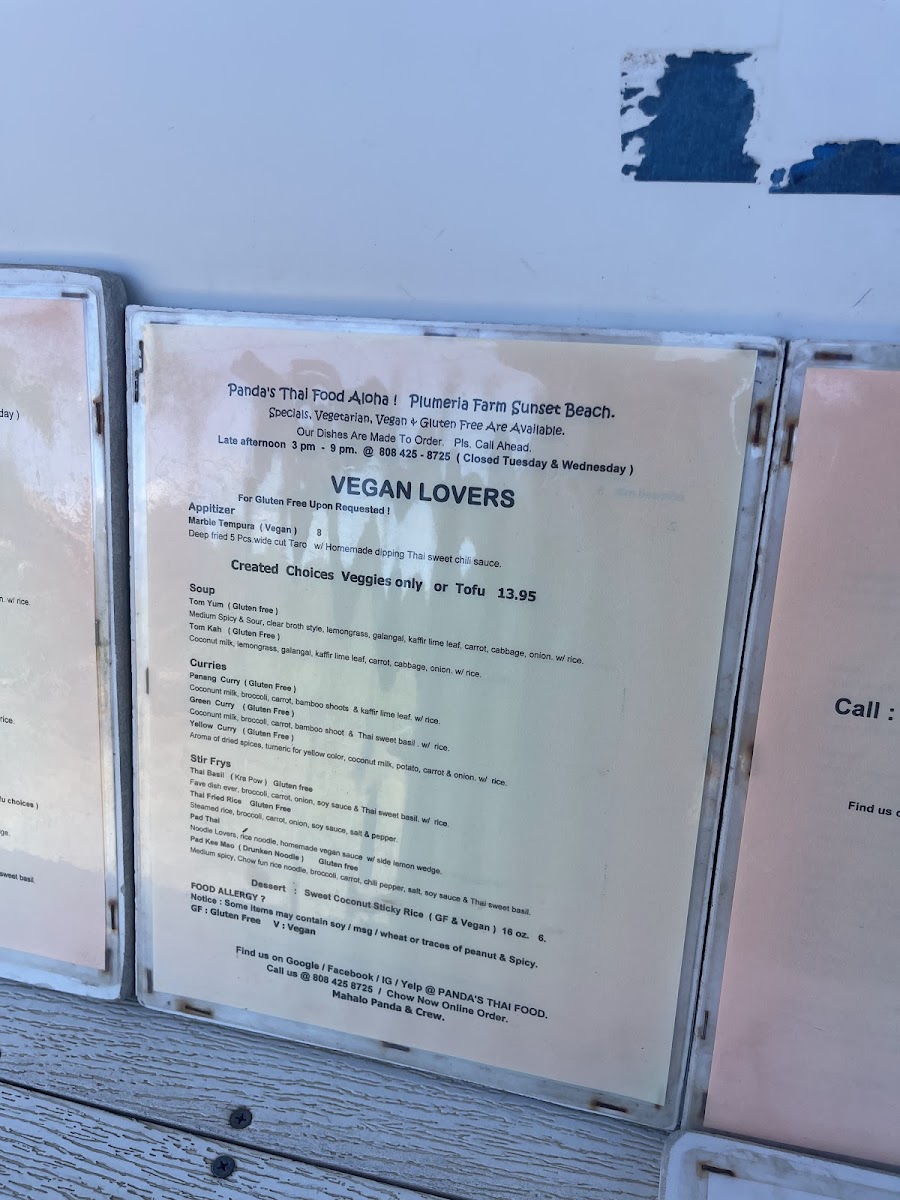 Panda's Thai Food Aloha ! Plumeria Farm Sunset Beach.
Specials, Vegetarian, Vegan & Gluten Free Are Available.
Our Dishes Are Made To Order. Pls. Call Ahead.
Late afternoon 3 pm - 9 pm. @ 808 425 - 8725 ( Closed Tuesday & Wednesday )
VEGAN LOVERS
For Gluten Free Upon Requested !
Appitizer
Marble Tempura ( Vegan ) 8
Deep fried 5 Pcs.wide cut Taro w/ Homemade dipping Thai sweet chili sauce.
Created Choices Veggies only or Tofu 13.95
Soup
Tom Yum ( Gluten free )
Medium Spicy & Sour, clear broth style, lemongrass, galangal, kaffir lime leaf, carrot, cabbage, onion. w/ rice.
Tom Kah ( Gluten Free )
Coconut milk, lemongrass, galangal, kaffir lime leaf, carrot, cabbage, onion. w/ rice.
Curries
Panang Curry ( Gluten Free )
Coconunt milk, broccoli, carrot, bamboo shoots & kaffir lime leaf. w/ rice.
Green Curry ( Gluten Free )
Coconunt milk, broccoli, carrot, bamboo shoot & Thai sweet basil . w/ rice.
Yellow Curry ( Gluten Free )
Aroma of dried spices, tumeric for yellow color, coconut milk, potato, carrot & onion. w/ rice.
Stir Frys
Thai Basil ( Kra Pow ) Gluten free
Fave dish ever, broccoli, carrot, onion, soy sauce & Thai sweet basil. w/ rice.
Thai Fried Rice Gluten Free
Steamed rice, broccoli, carrot, onion, soy sauce, salt & pepper.
Pad Thai
Noodle Lovers, rice noodle, homemade vegan sauce w/ side lemon wedge.
Pad Kee Mao ( Drunken Noodle ) Gluten free
Medium spicy, Chow fun rice noodle, broccoli, carrot, chili pepper, salt, soy sauce & Thai sweet basil.
Dessert : Sweet Coconut Sticky Rice ( GF & Vegan ) 16 oz. 6.
FOOD ALLERGY ?
Notice : Some items may contain soy / msg / wheat or traces of peanut & Spicy.
GF : Gluten Free V : Vegan
Find us on Google / Facebook / IG / Yelp @ PANDA'S THAI FOOD.
Call us @ 808 425 8725 / Chow Now Online Order.
Mahalo Panda & Crew.
day )
w/ rice.
rice.
choices )
sweet basil.
Call :
Find us